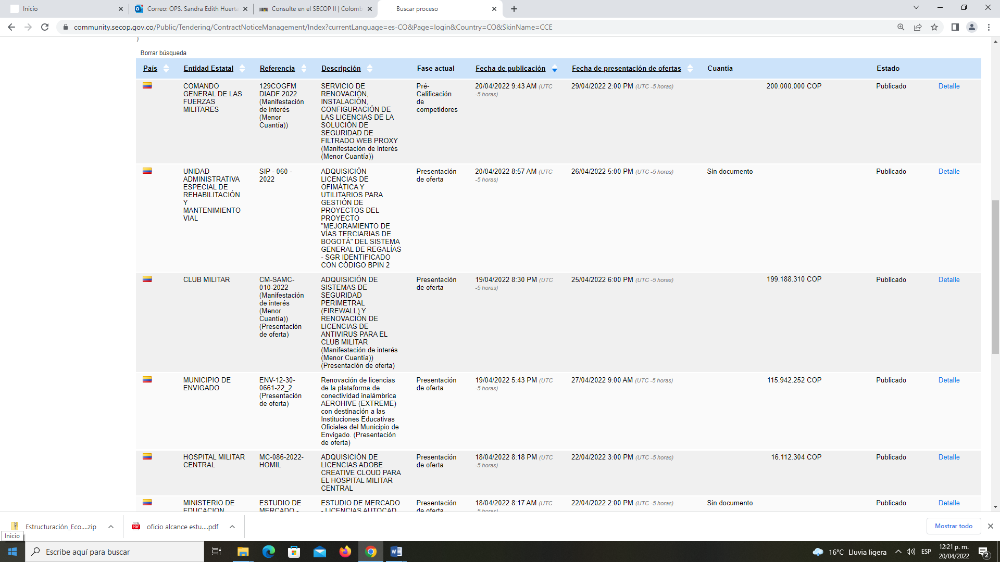 Inicio
Correo: OPS. Sandra Edith Huerta
Consulte en el SECOP II | Colomb
Buscar proceso
community.secop.gov.co/Public/Tendering/ContractNoticeManagement/Index?currentLanguage=es-CO&Page=login&Country=CO&SkinName=CCE
)
Borrar búsqueda
País Entidad Estatal Referencia Descripción Fase actual Fecha de publicación Fecha de presentación de ofertas Cuantía Estado
COMANDO
GENERAL DE LAS
FUERZAS
MILITARES
129COGFM
DIADF 2022
(Manifestación
de interés
(Menor
Cuantía))
SERVICIO DE
RENOVACIÓN,
INSTALACIÓN,
CONFIGURACIÓN DE
LAS LICENCIAS DE LA
SOLUCIÓN DE
SEGURIDAD DE
FILTRADO WEB PROXY
(Manifestación de interés
(Menor Cuantía))
Pré-
Calificación
de
competidores
20/04/2022 9:43 AM (UTC
-5 horas)
29/04/2022 2:00 PM (UTC -5 horas)
200.000.000 COP
Publicado
Detalle
UNIDAD
ADMINISTRATIVA
ESPECIAL DE
REHABILITACIÓN
Y
MANTENIMIENTO
VIAL
SIP - 060 -
2022
ADQUISICIÓN
LICENCIAS DE
OFIMÁTICA Y
UTILITARIOS PARA
GESTIÓN DE
PROYECTOS DEL
PROYECTO
"MEJORAMIENTO DE
VÍAS TERCIARIAS DE
BOGOTÁ" DEL SISTEMA
GENERAL DE REGALÍAS
- SGR IDENTIFICADO
CON CÓDIGO BPIN 2
Presentación
de oferta
20/04/2022 8:57 AM (UTC
-5 horas)
26/04/2022 5:00 PM (UTC -5 horas)
Sin documento
Publicado
Detalle
CLUB MILITAR
CM-SAMC-
010-2022
(Manifestación
de interés
(Menor
Cuantía))
(Presentación
de oferta)
ADQUISICIÓN DE
SISTEMAS DE
SEGURIDAD
PERIMETRAL
(FIREWALL) Y
RENOVACIÓN DE
LICENCIAS DE
ANTIVIRUS PARA EL
CLUB MILITAR
(Manifestación de interés
(Menor Cuantía))
(Presentación de oferta)
Presentación
de oferta
19/04/2022 8:30 PM (UTC
-5 horas)
25/04/2022 6:00 PM (UTC -5 horas)
199.188.310 COP
Publicado
Detalle
MUNICIPIO DE
ENVIGADO
ENV-12-30-
0661-22_2
(Presentación
de oferta)
Renovación de licencias
de la plataforma de
conectividad inalámbrica
AEROHIVE (EXTREME)
con destinación a las
Instituciones Educativas
Oficiales del Municipio de
Envigado. (Presentación
de oferta)
Presentación
de oferta
19/04/2022 5:43 PM (UTC
-5 horas)
27/04/2022 9:00 AM (UTC -5 horas)
115.942.252 COP
Publicado
Detalle
HOSPITAL MILITAR
CENTRAL
MC-086-2022-
HOMIL
ADQUISICIÓN DE
LICENCIAS ADOBE
CREATIVE CLOUD PARA
EL HOSPITAL MILITAR
CENTRAL
Presentación
de oferta
18/04/2022 8:18 PM (UTC
-5 horas)
22/04/2022 3:00 PM (UTC -5 horas)
16.112.304 COP
Publicado
Detalle
MINISTERIO DE
EDUCACION
ESTUDIO DE
MERCADO -
ESTUDIO DE MERCADO
- LICENCIAS AUTOCAD
Presentación
de oferta
18/04/2022 8:17 AM (UTC
-5 horas)
22/04/2022 2:00 PM (UTC -5 horas)
Sin documento
Publicado
Detalle
Estructuración_Eco....zip
oficio alcance estu....pdf
Mostrar todo
Inicio
Escribe aquí para buscar
16°C Lluvia ligera
ESP
12:21 p. m.
20/04/2022
2